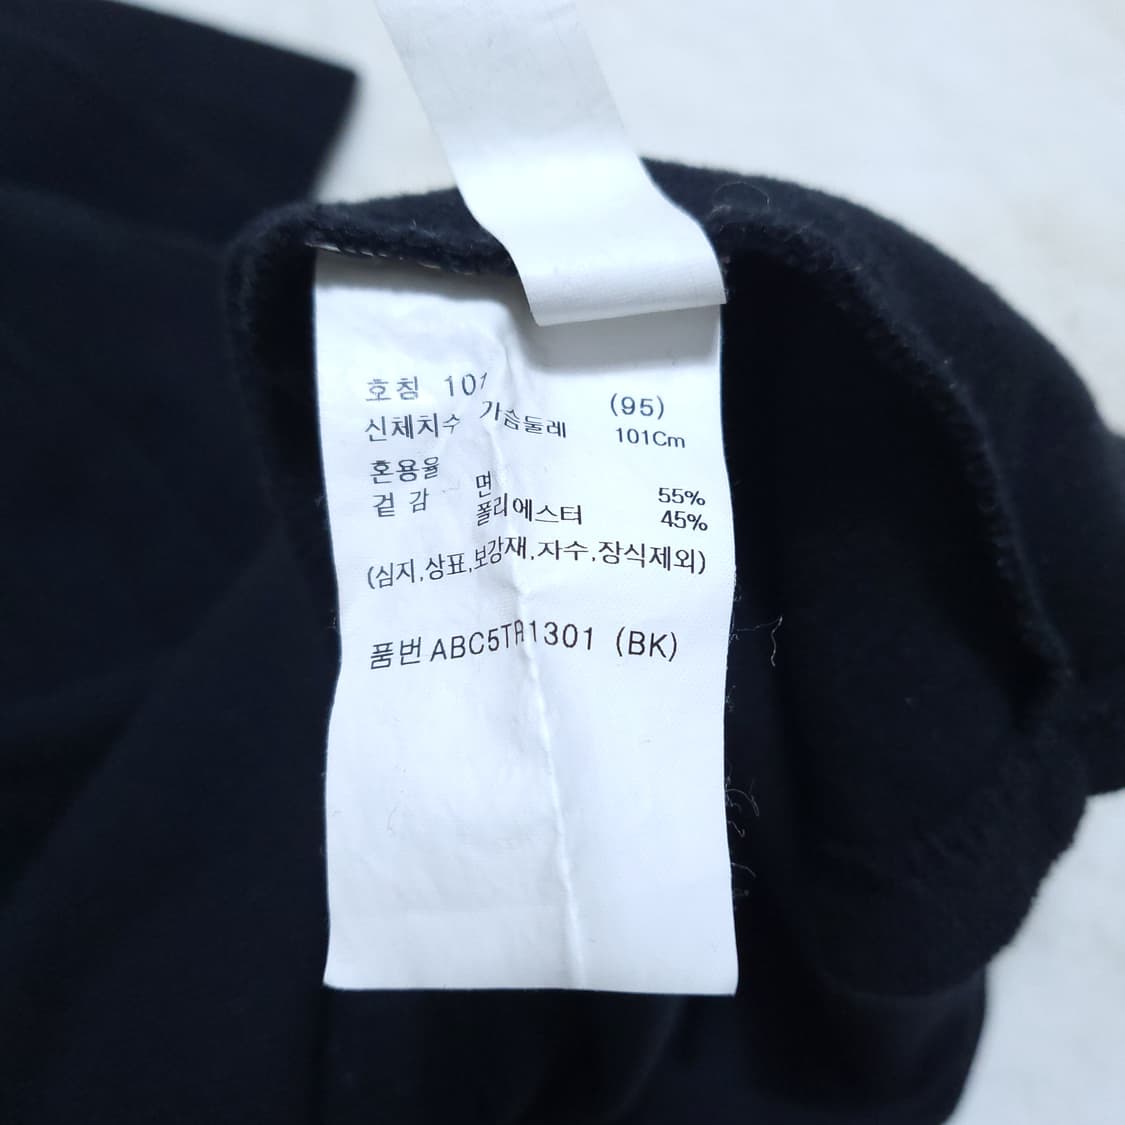 호칭 101 (95)
신체치수 가슴둘레 101Cm
혼용율
겉감 면 55%
폴리에스터 45%
(심지,상표,보강재,자수,장식제외)
품번 ABC5TR1301 (BK)